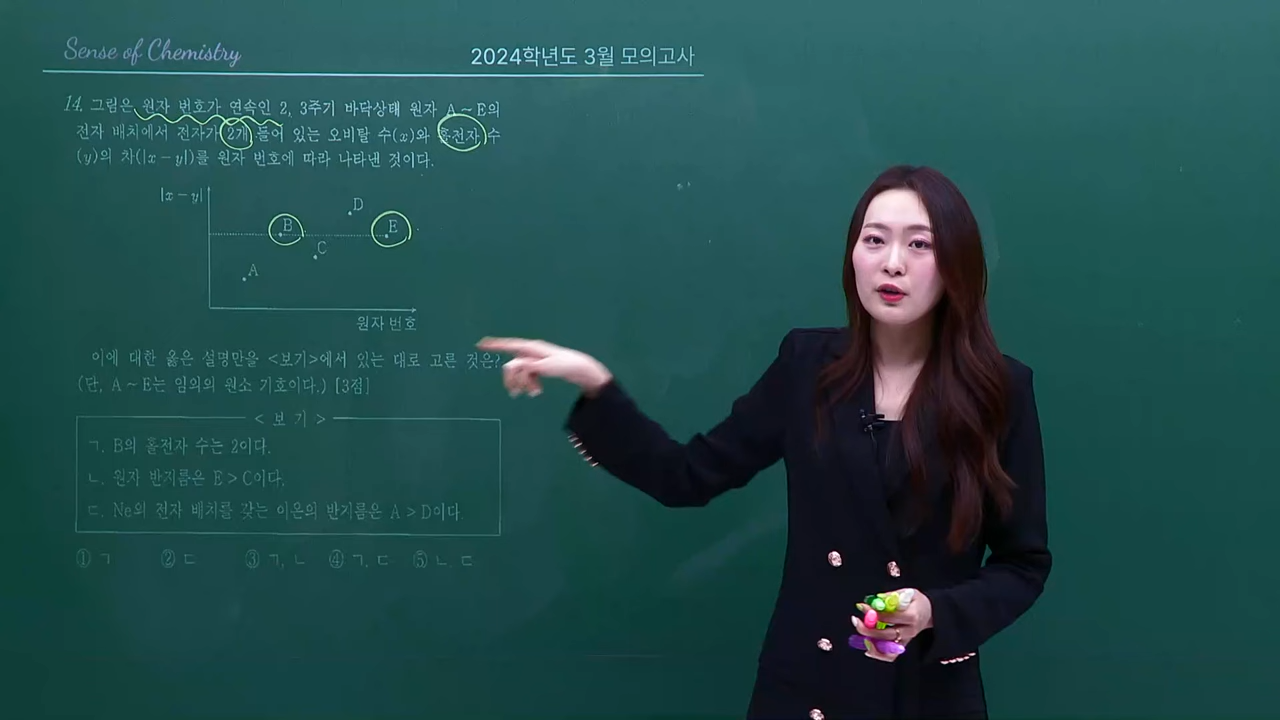 Sense of Chemistry
2024학년도 3월 모의고사
14. 그림은 원자 번호가 연속인 2, 3주기 바닥상태 원자 A ~ E의
전자 배치에서 전자가 2개 들어 있는 오비탈 수(x)와 홀전자 수
(y)의 차(|x − y|)를 원자 번호에 따라 나타낸 것이다.
|x − y|
D
B
E
C
A
원자 번호
이에 대한 옳은 설명만을 <보기>에서 있는 대로 고른 것은?
(단, A ~ E는 임의의 원소 기호이다.) [3점]
< 보 기 >
ㄱ. B의 홀전자 수는 2이다.
ㄴ. 원자 반지름은 E > C이다.
ㄷ. Ne의 전자 배치를 갖는 이온의 반지름은 A > D이다.
① ㄱ ② ㄷ ③ ㄱ, ㄴ ④ ㄱ, ㄷ ⑤ ㄴ, ㄷ